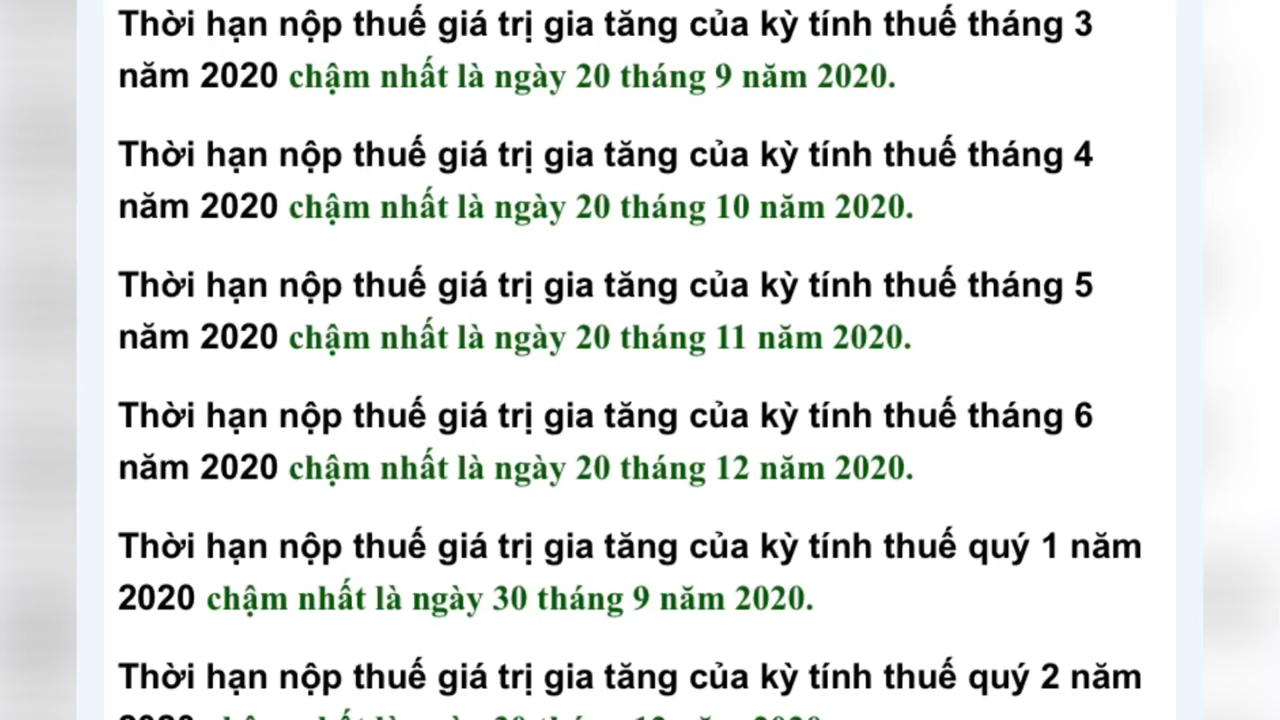 Thời hạn nộp thuế giá trị gia tăng của kỳ tính thuế tháng 3
năm 2020 chậm nhất là ngày 20 tháng 9 năm 2020.
Thời hạn nộp thuế giá trị gia tăng của kỳ tính thuế tháng 4
năm 2020 chậm nhất là ngày 20 tháng 10 năm 2020.
Thời hạn nộp thuế giá trị gia tăng của kỳ tính thuế tháng 5
năm 2020 chậm nhất là ngày 20 tháng 11 năm 2020.
Thời hạn nộp thuế giá trị gia tăng của kỳ tính thuế tháng 6
năm 2020 chậm nhất là ngày 20 tháng 12 năm 2020.
Thời hạn nộp thuế giá trị gia tăng của kỳ tính thuế quý 1 năm
2020 chậm nhất là ngày 30 tháng 9 năm 2020.
Thời hạn nộp thuế giá trị gia tăng của kỳ tính thuế quý 2 năm